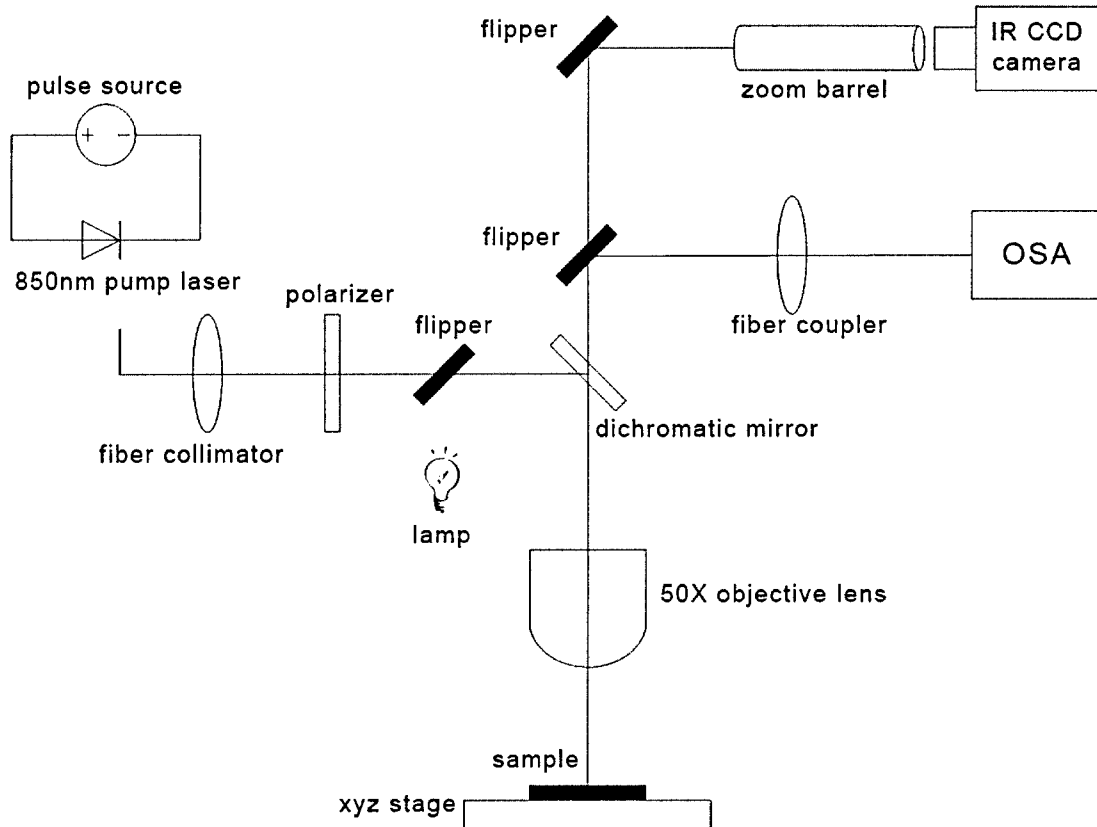 flipper
IR CCD
camera
zoom barrel
pulse source
+ -
850nm pump laser
flipper
OSA
fiber coupler
polarizer
flipper
dichromatic mirror
fiber collimator
lamp
50X objective lens
sample
xyz stage